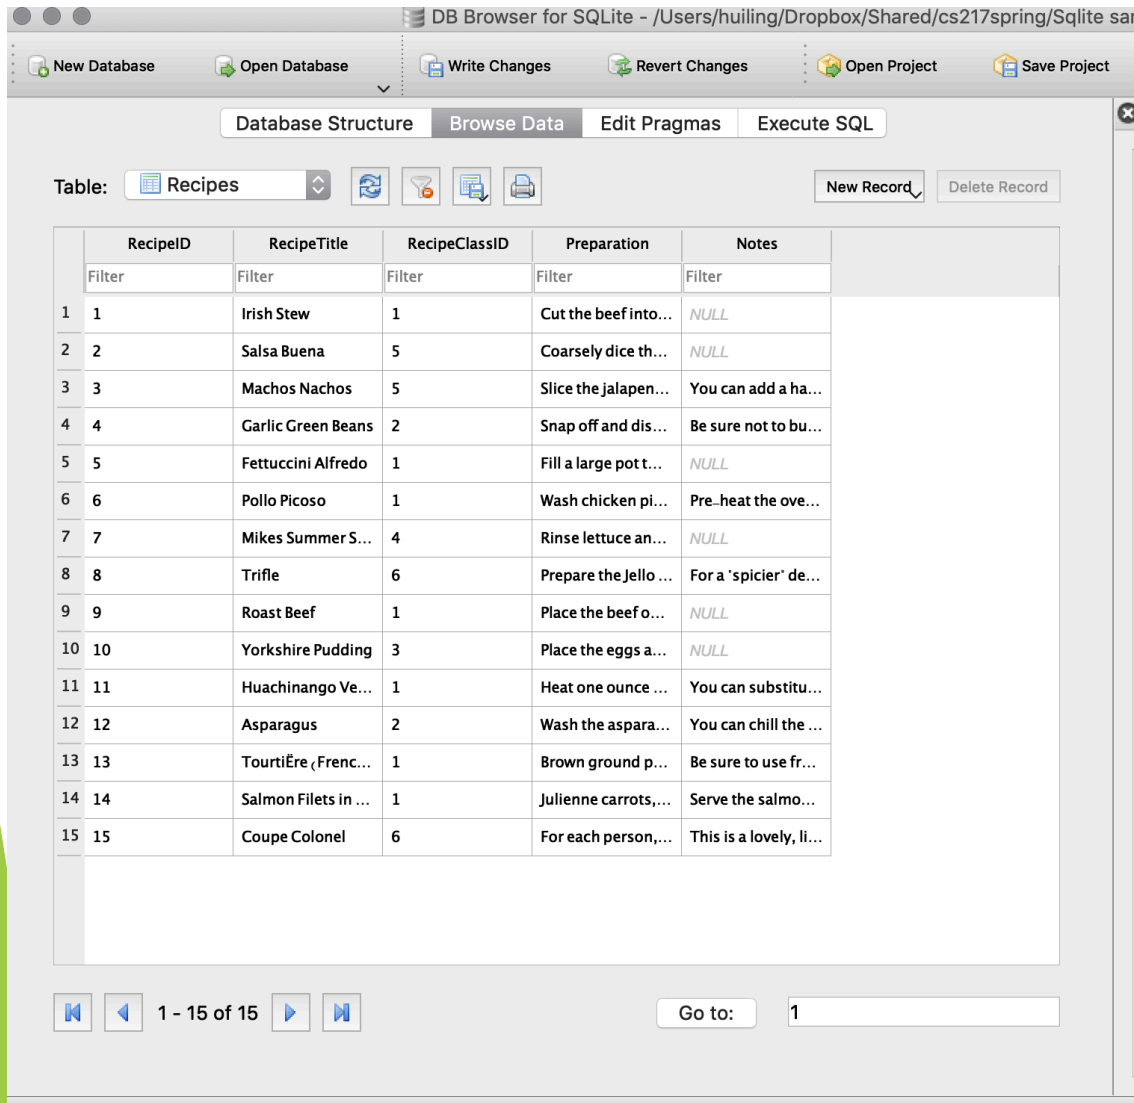 DB Browser for SQLite - /Users/huiling/Dropbox/Shared/cs217spring/Sqlite sar
New Database Open Database Write Changes Revert Changes Open Project Save Project
Database Structure Browse Data Edit Pragmas Execute SQL
Table: Recipes New Record Delete Record
RecipeID RecipeTitle RecipeClassID Preparation Notes
Filter Filter Filter Filter Filter
1 1 Irish Stew 1 Cut the beef into... NULL
2 2 Salsa Buena 5 Coarsely dice th... NULL
3 3 Machos Nachos 5 Slice the jalapen... You can add a ha...
4 4 Garlic Green Beans 2 Snap off and dis... Be sure not to bu...
5 5 Fettuccini Alfredo 1 Fill a large pot t... NULL
6 6 Pollo Picoso 1 Wash chicken pi... Pre-heat the ove...
7 7 Mikes Summer S... 4 Rinse lettuce an... NULL
8 8 Trifle 6 Prepare the Jello ... For a "spicier" de...
9 9 Roast Beef 1 Place the beef o... NULL
10 10 Yorkshire Pudding 3 Place the eggs a... NULL
11 11 Huachinango Ve... 1 Heat one ounce ... You can substitu...
12 12 Asparagus 2 Wash the aspara... You can chill the ...
13 13 TourtiËre (Frenc... 1 Brown ground p... Be sure to use fr...
14 14 Salmon Filets in ... 1 Julienne carrots,... Serve the salmo...
15 15 Coupe Colonel 6 For each person,... This is a lovely, li...
1 - 15 of 15 Go to: 1